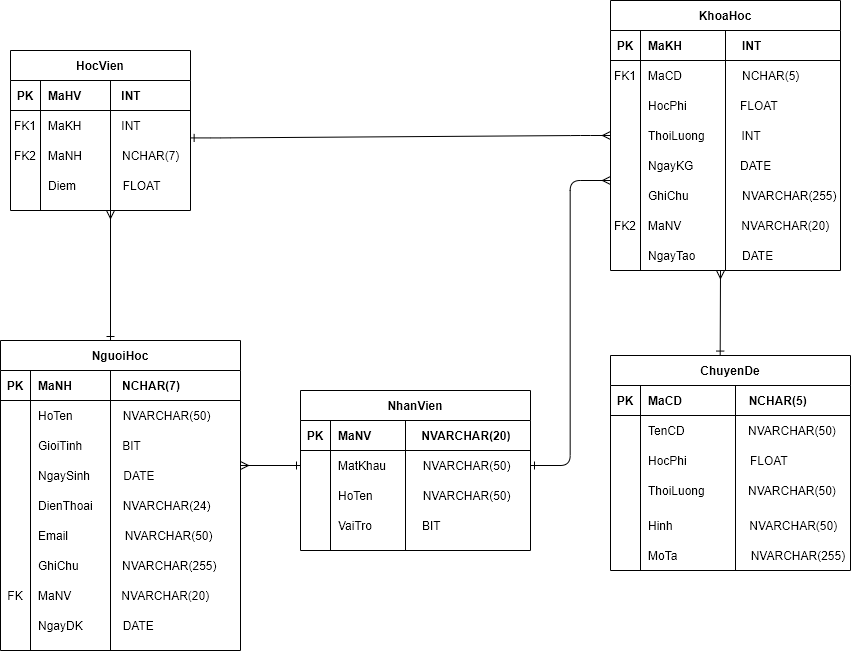 KhoaHoc
PK MaKH INT
FK1 MaCD NCHAR(5)
HocPhi FLOAT
ThoiLuong INT
NgayKG DATE
GhiChu NVARCHAR(255)
FK2 MaNV NVARCHAR(20)
NgayTao DATE
HocVien
PK MaHV INT
FK1 MaKH INT
FK2 MaNH NCHAR(7)
Diem FLOAT
NguoiHoc
PK MaNH NCHAR(7)
HoTen NVARCHAR(50)
GioiTinh BIT
NgaySinh DATE
DienThoai NVARCHAR(24)
Email NVARCHAR(50)
GhiChu NVARCHAR(255)
FK MaNV NVARCHAR(20)
NgayDK DATE
NhanVien
PK MaNV NVARCHAR(20)
MatKhau NVARCHAR(50)
HoTen NVARCHAR(50)
VaiTro BIT
ChuyenDe
PK MaCD NCHAR(5)
TenCD NVARCHAR(50)
HocPhi FLOAT
ThoiLuong NVARCHAR(50)
Hinh NVARCHAR(50)
MoTa NVARCHAR(255)